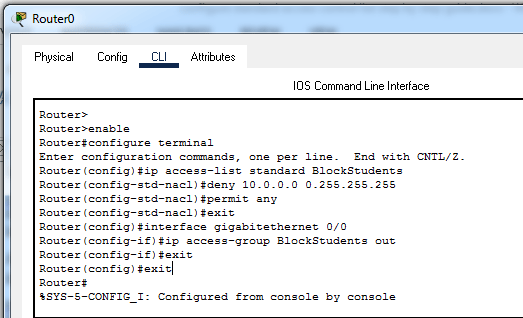 Router0
Physical Config CLI Attributes
IOS Command Line Interface
Router>
Router>enable
Router#configure terminal
Enter configuration commands, one per line.  End with CNTL/Z.
Router(config)#ip access-list standard BlockStudents
Router(config-std-nacl)#deny 10.0.0.0 0.255.255.255
Router(config-std-nacl)#permit any
Router(config-std-nacl)#exit
Router(config)#interface gigabitethernet 0/0
Router(config-if)#ip access-group BlockStudents out
Router(config-if)#exit
Router(config)#exit
Router#
%SYS-5-CONFIG_I: Configured from console by console